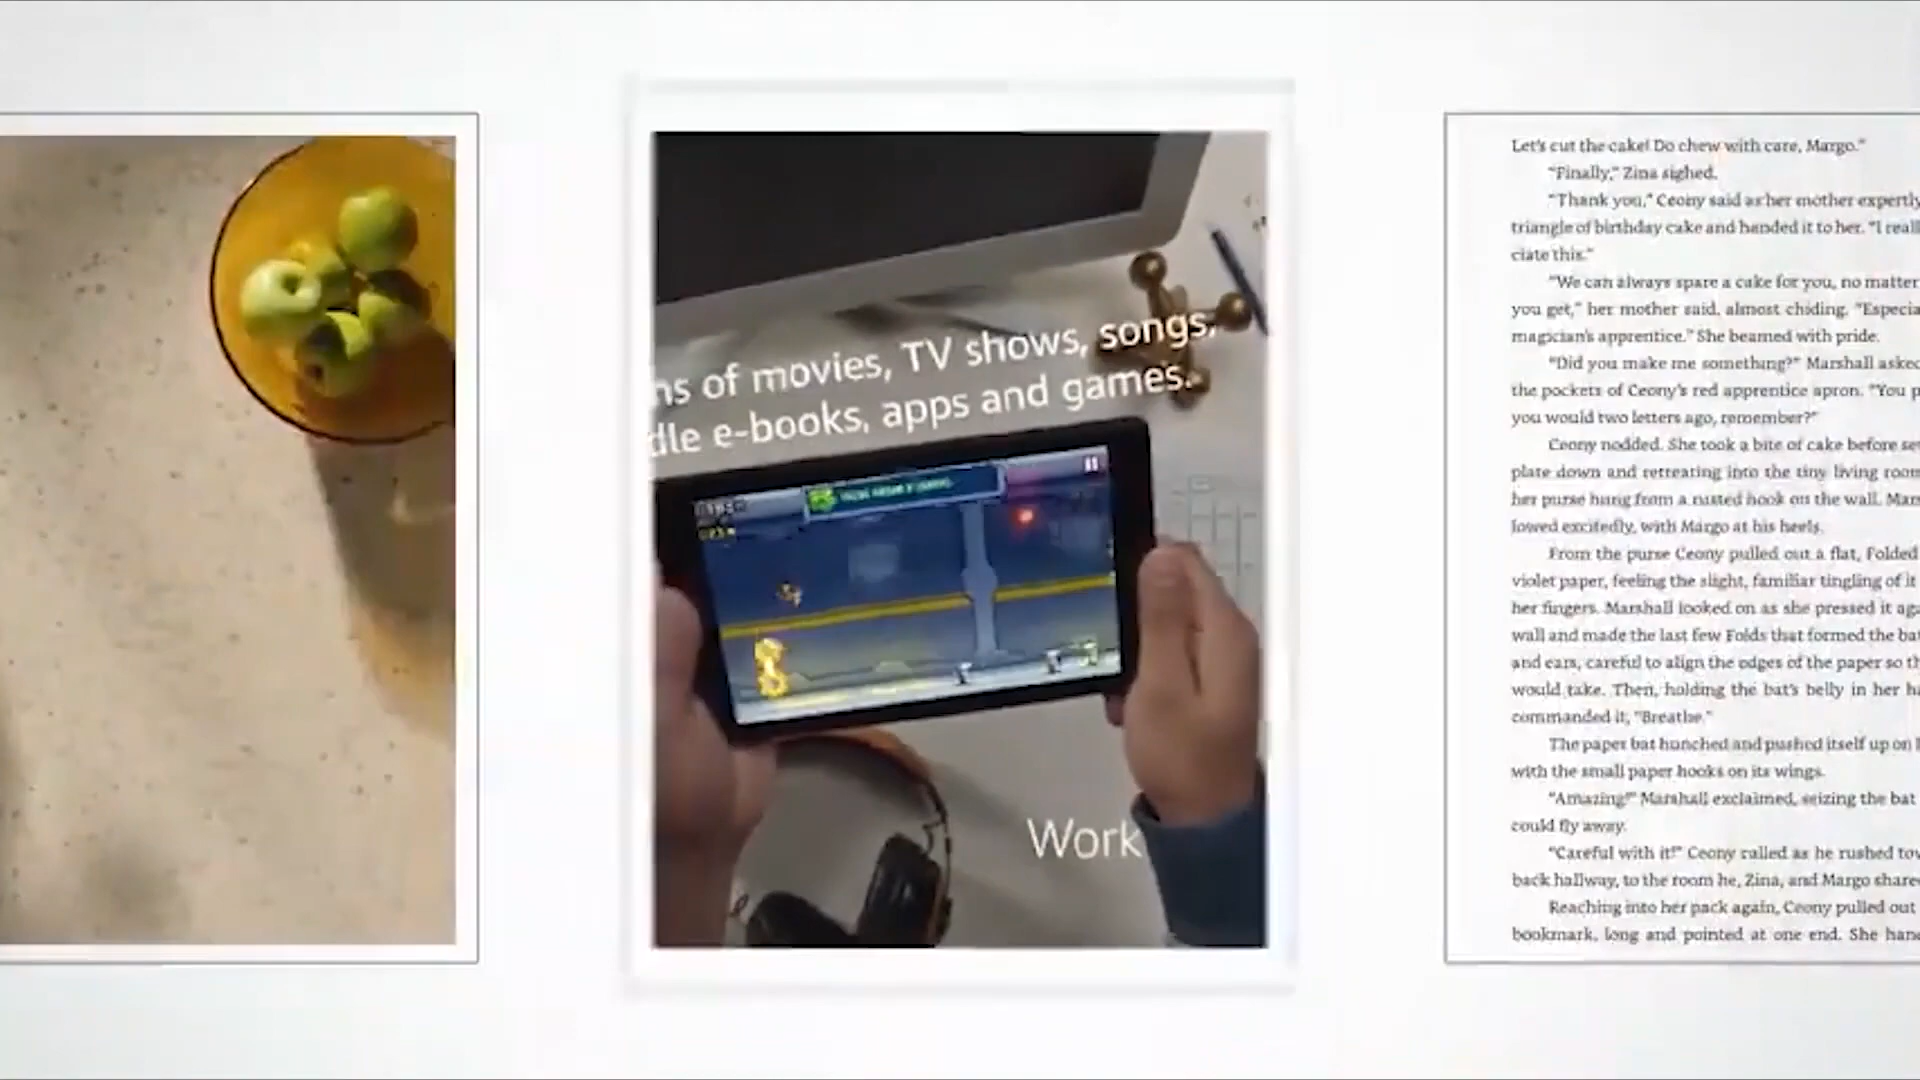 ns of movies, TV shows, songs,
dle e-books, apps and games.
Work
Let's cut the cake! Do chew with care, Margo."
"Finally," Zina sighed.
"Thank you," Ceony said as her mother expertly
triangle of birthday cake and handed it to her. "I reall
ciate this."
"We can always spare a cake for you, no matter
you get," her mother said, almost chiding. "Especia
magician's apprentice." She beamed with pride.
"Did you make me something?" Marshall asked
the pockets of Ceony's red apprentice apron. "You p
you would two letters ago, remember?"
Ceony nodded. She took a bite of cake before se
plate down and retreating into the tiny living room
her purse hung from a rusted hook on the wall. Mars
lowed excitedly, with Margo at his heels.
From the purse Ceony pulled out a flat, Folded
violet paper, feeling the slight, familiar tingling of it
her fingers. Marshall looked on as she pressed it aga
wall and made the last few Folds that formed the bat
and ears, careful to align the edges of the paper so th
would take. Then, holding the bat's belly in her ha
commanded it, "Breathe."
The paper bat hunched and pushed itself up on
with the small paper hooks on its wings.
"Amazing!" Marshall exclaimed, seizing the bat
could fly away.
"Careful with it!" Ceony called as he rushed tow
back hallway, to the room he, Zina, and Margo share
Reaching into her pack again, Ceony pulled out
bookmark, long and pointed at one end. She hand